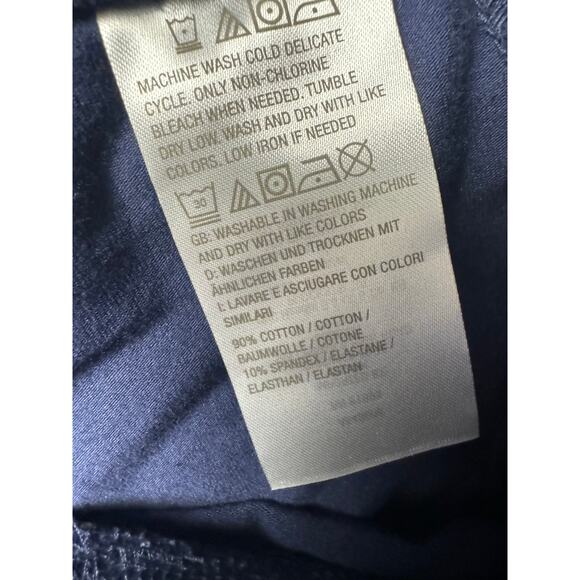 MACHINE WASH COLD DELICATE
CYCLE. ONLY NON-CHLORINE
BLEACH WHEN NEEDED. TUMBLE
DRY LOW. WASH AND DRY WITH LIKE
COLORS. LOW IRON IF NEEDED
30
GB: WASHABLE IN WASHING MACHINE
AND DRY WITH LIKE COLORS
D: WASCHEN UND TROCKNEN MIT
ÄHNLICHEN FARBEN
I: LAVARE E ASCIUGARE CON COLORI
SIMILARI
90% COTTON / COTTON /
BAUMWOLLE / COTONE
10% SPANDEX / ELASTANE /
ELASTHAN / ELASTAN